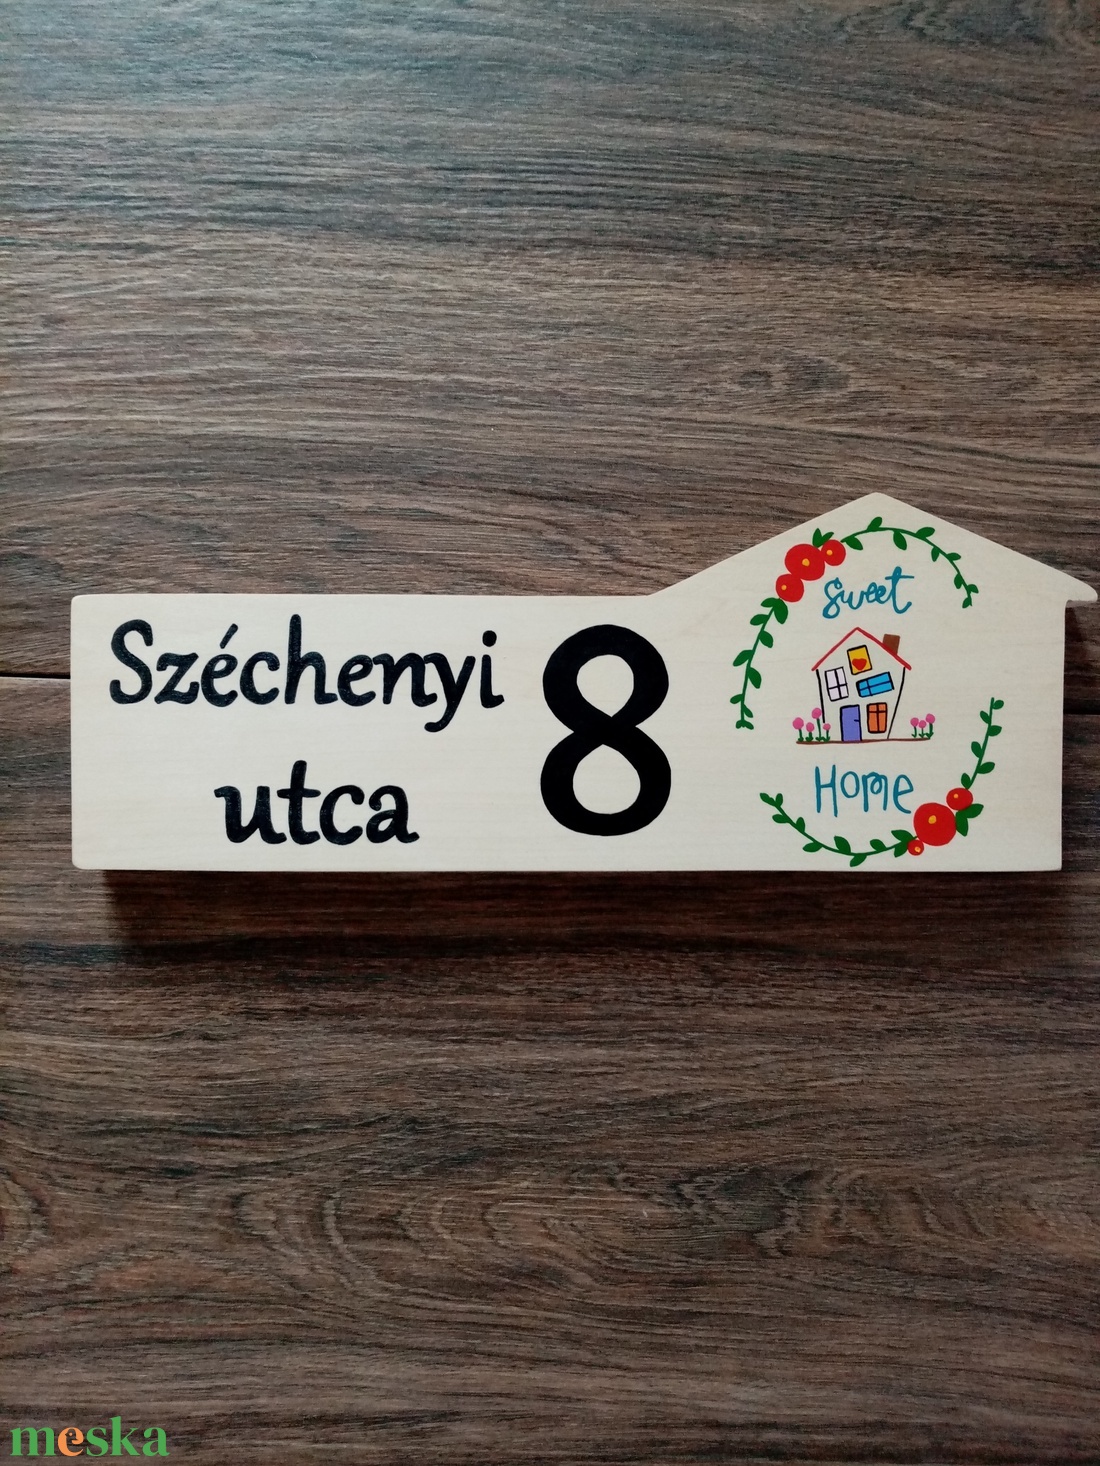 Széchenyi
utca
8
sweet
Home
meska